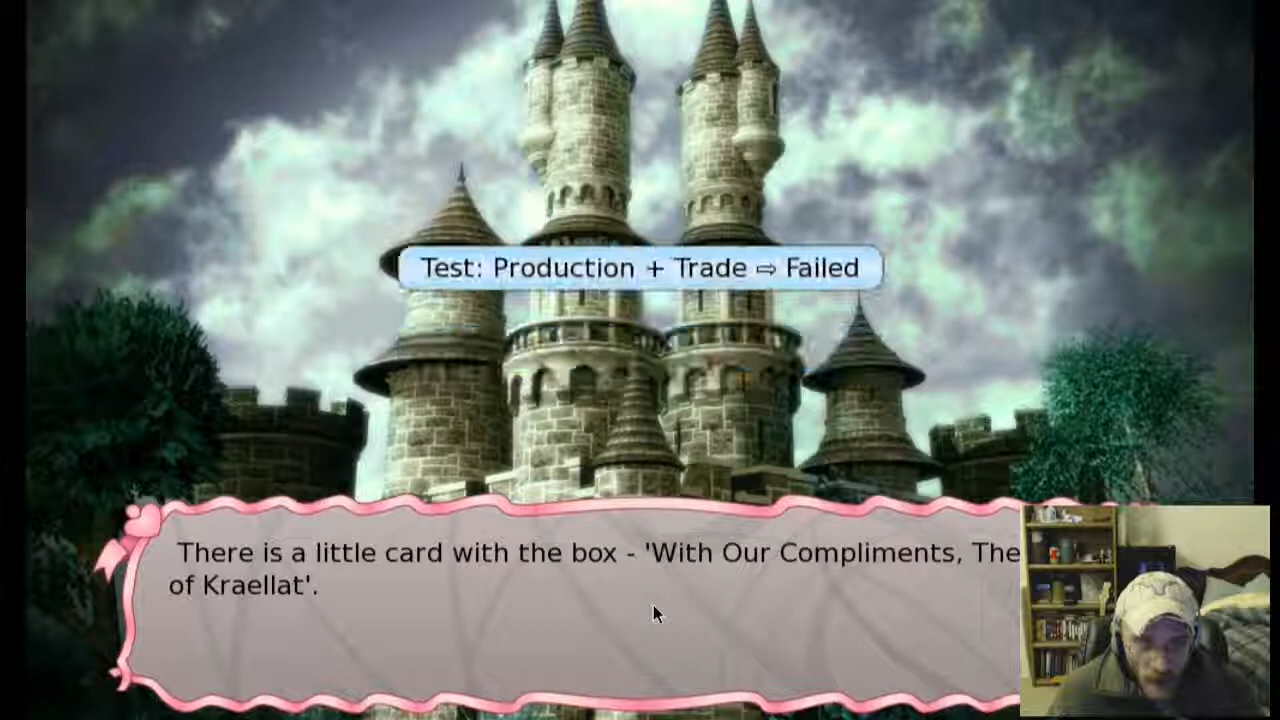 Test: Production + Trade ⇨ Failed
There is a little card with the box - 'With Our Compliments, The
of Kraellat'.